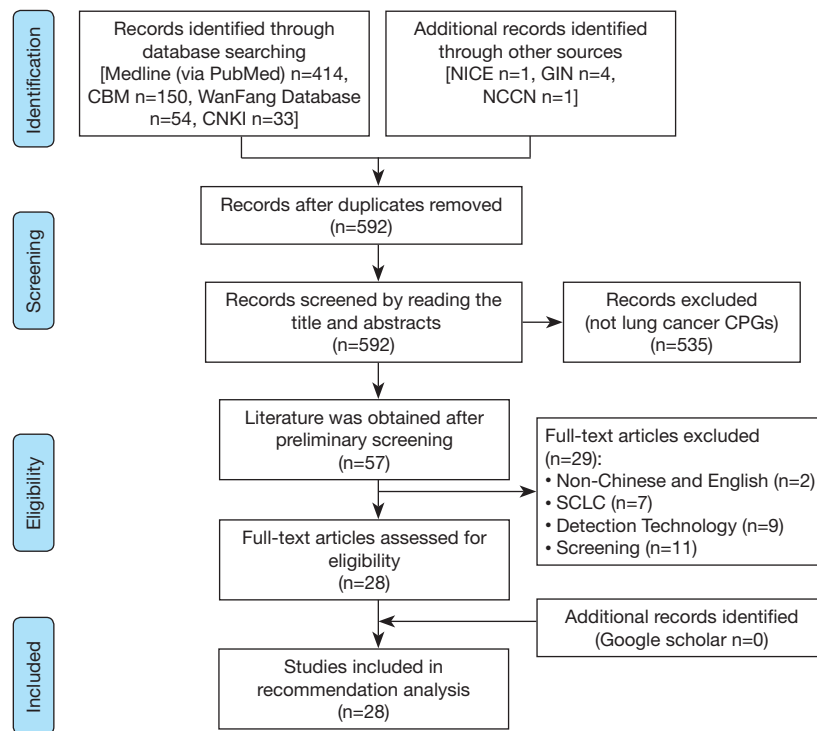 Identification
Records identified through
database searching
[Medline (via PubMed) n=414,
CBM n=150, WanFang Database
n=54, CNKI n=33]
Additional records identified
through other sources
[NICE n=1, GIN n=4,
NCCN n=1]
Records after duplicates removed
(n=592)
Screening
Records screened by reading the
title and abstracts
(n=592)
Records excluded
(not lung cancer CPGs)
(n=535)
Literature was obtained after
preliminary screening
(n=57)
Eligibility
Full-text articles excluded
(n=29):
• Non-Chinese and English (n=2)
• SCLC (n=7)
• Detection Technology (n=9)
• Screening (n=11)
Full-text articles assessed for
eligibility
(n=28)
Additional records identified
(Google scholar n=0)
Included
Studies included in
recommendation analysis
(n=28)